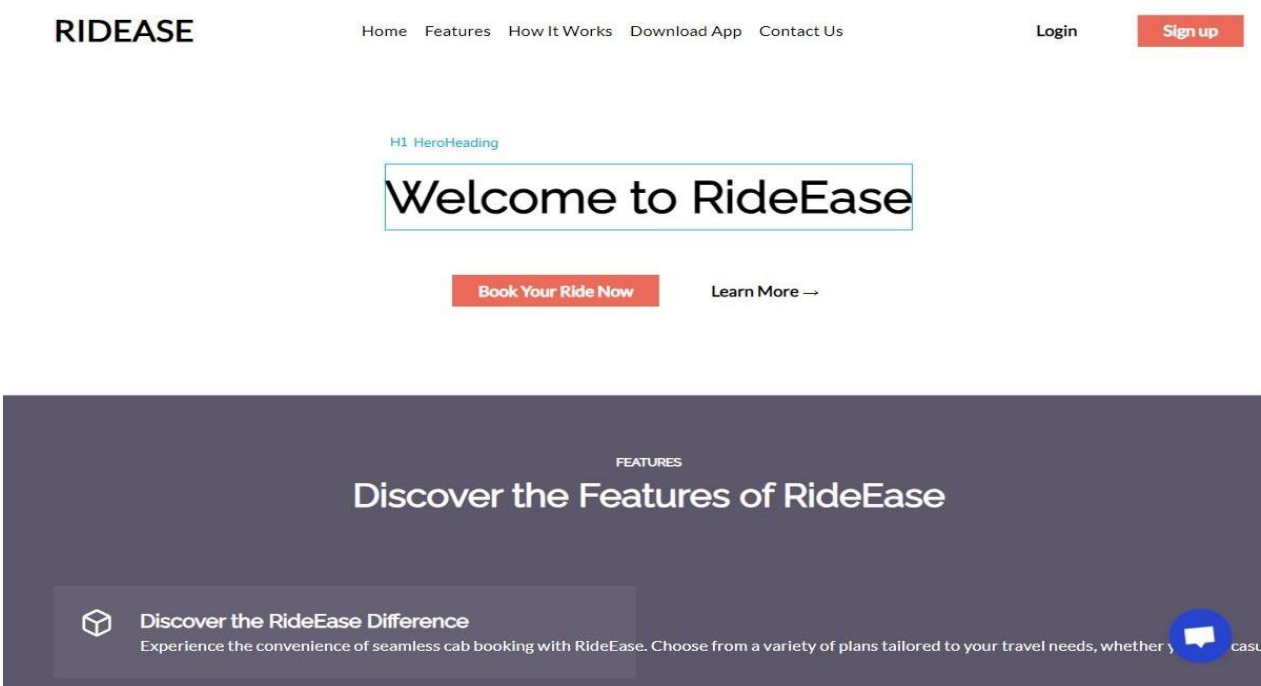 RIDEASE
Home Features How It Works Download App Contact Us
Login
Sign up
H1 HeroHeading
Welcome to RideEase
Book Your Ride Now
Learn More →
FEATURES
Discover the Features of RideEase
Discover the RideEase Difference
Experience the convenience of seamless cab booking with RideEase. Choose from a variety of plans tailored to your travel needs, whether